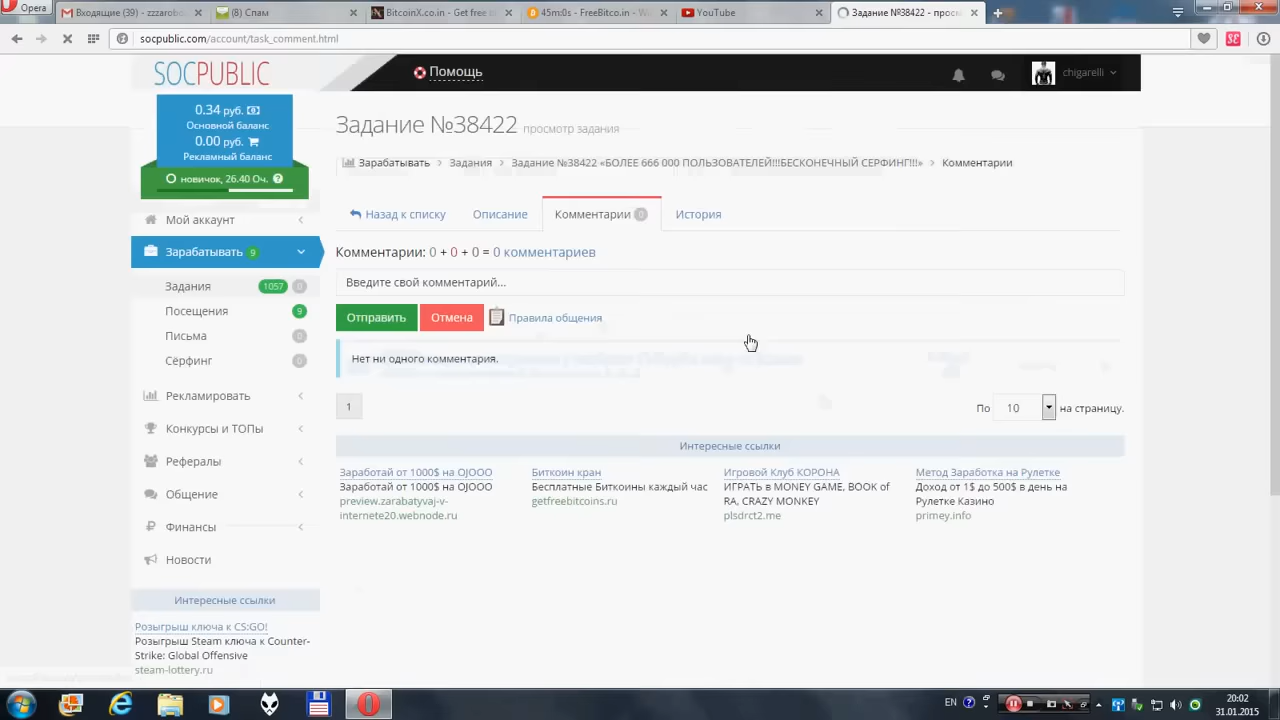 Opera
Входящие (39) - zzzarob
(8) Спам
BitcoinX.co.in - Get free
45m:0s - FreeBitco.in - W
YouTube
Задание №38422 - просм
socpublic.com/account/task_comment.html
SOCPUBLIC
Помощь
chigarelli
0.34 руб.
Основной баланс
0.00 руб.
Рекламный баланс
новичок, 26.40 Оч.
Задание №38422 просмотр задания
Зарабатывать Задания Задание №38422 «БОЛЕЕ 666 000 ПОЛЬЗОВАТЕЛЕЙ!!!БЕСКОНЕЧНЫЙ СЕРФИНГ!!!» Комментарии
Назад к списку Описание Комментарии 0 История
Комментарии: 0 + 0 + 0 = 0 комментариев
Введите свой комментарий...
Отправить Отмена Правила общения
Нет ни одного комментария.
1
По 10 на страницу.
Мой аккаунт
Зарабатывать 9
Задания 1057 0
Посещения 9
Письма 0
Сёрфинг 0
Рекламировать
Конкурсы и ТОПы
Рефералы
Общение
Финансы
Новости
Интересные ссылки
Заработай от 1000$ на OJOOO
Заработай от 1000$ на OJOOO
preview.zarabatyvaj-v-
internete20.webnode.ru
Биткоин кран
Бесплатные Биткоины каждый час
getfreebitcoins.ru
Игровой Клуб КОРОНА
ИГРАТЬ в MONEY GAME, BOOK of
RA, CRAZY MONKEY
plsdrct2.me
Метод Заработка на Рулетке
Доход от 1$ до 500$ в день на
Рулетке Казино
primey.info
Интересные ссылки
Розыгрыш ключа к CS:GO!
Розыгрыш Steam ключа к Counter-
Strike: Global Offensive
steam-lottery.ru
EN
20:02
31.01.2015